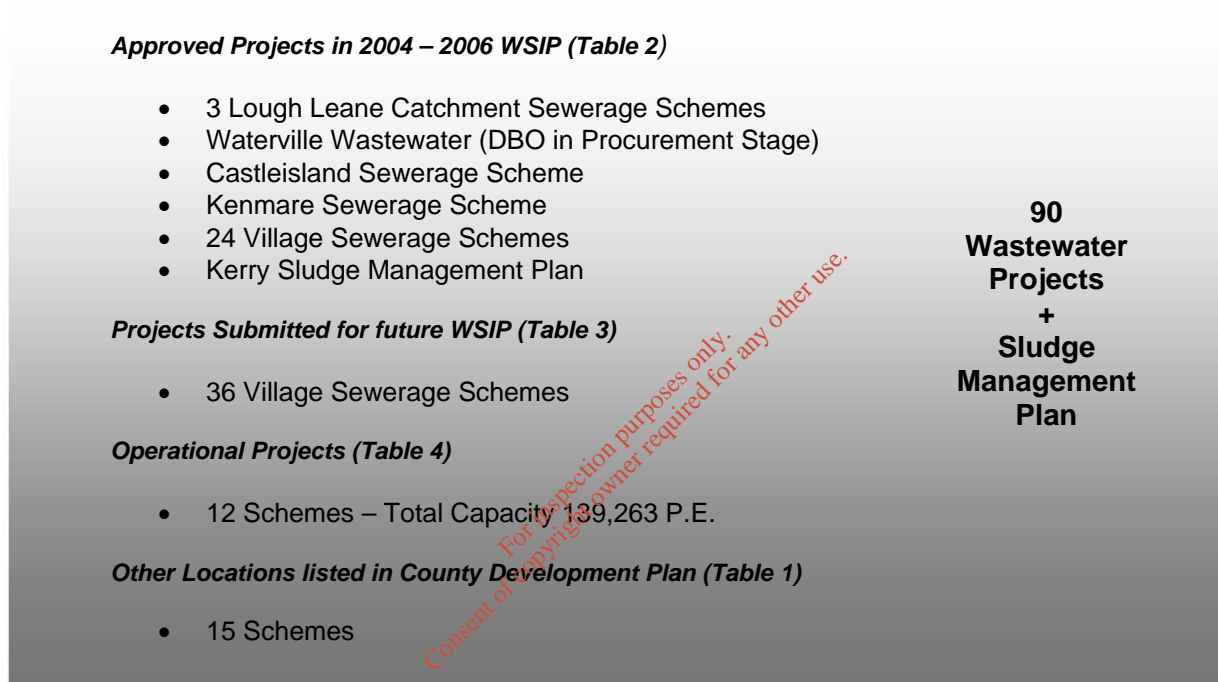 Approved Projects in 2004 – 2006 WSIP (Table 2)
• 3 Lough Leane Catchment Sewerage Schemes
• Waterville Wastewater (DBO in Procurement Stage)
• Castleisland Sewerage Scheme
• Kenmare Sewerage Scheme
• 24 Village Sewerage Schemes
• Kerry Sludge Management Plan
Projects Submitted for future WSIP (Table 3)
• 36 Village Sewerage Schemes
Operational Projects (Table 4)
• 12 Schemes – Total Capacity 139,263 P.E.
Other Locations listed in County Development Plan (Table 1)
• 15 Schemes
90
Wastewater
Projects
+
Sludge
Management
Plan
For inspection purposes only.
Consent of copyright owner required for any other use.